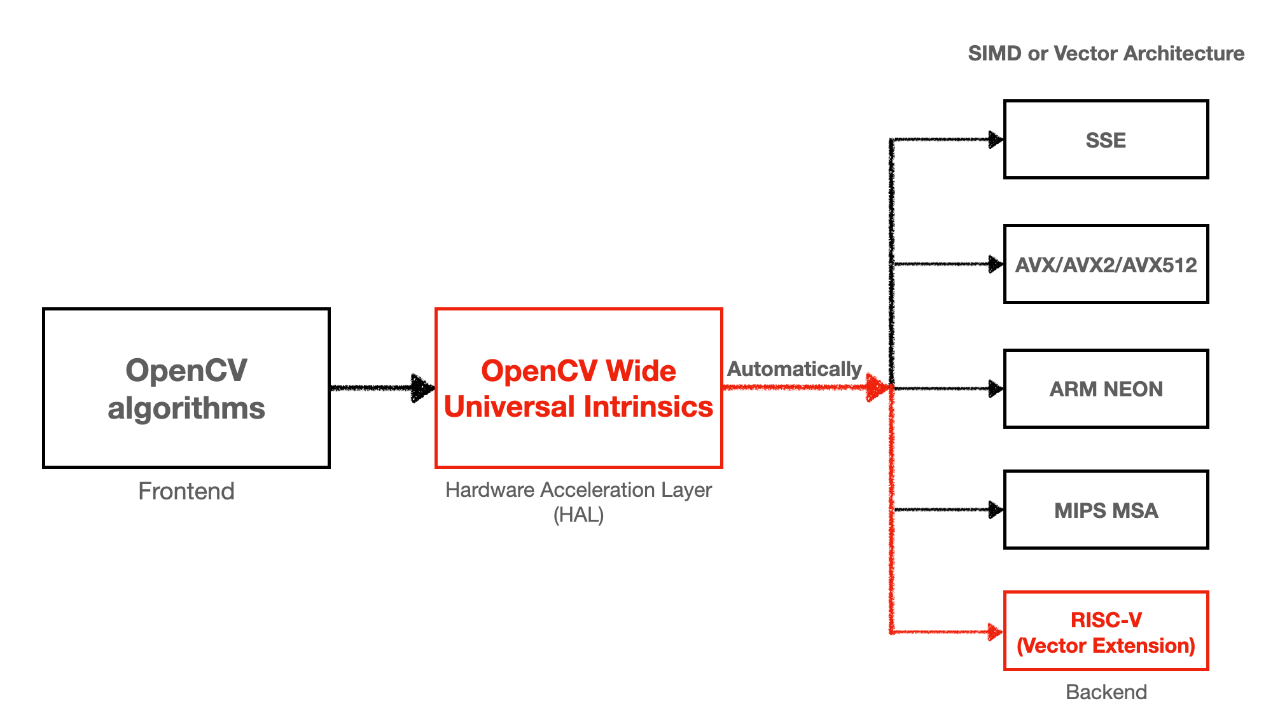 SIMD or Vector Architecture
SSE
AVX/AVX2/AVX512
OpenCV
algorithms
Frontend
OpenCV Wide
Universal Intrinsics
Hardware Acceleration Layer
(HAL)
Automatically
ARM NEON
MIPS MSA
RISC-V
(Vector Extension)
Backend